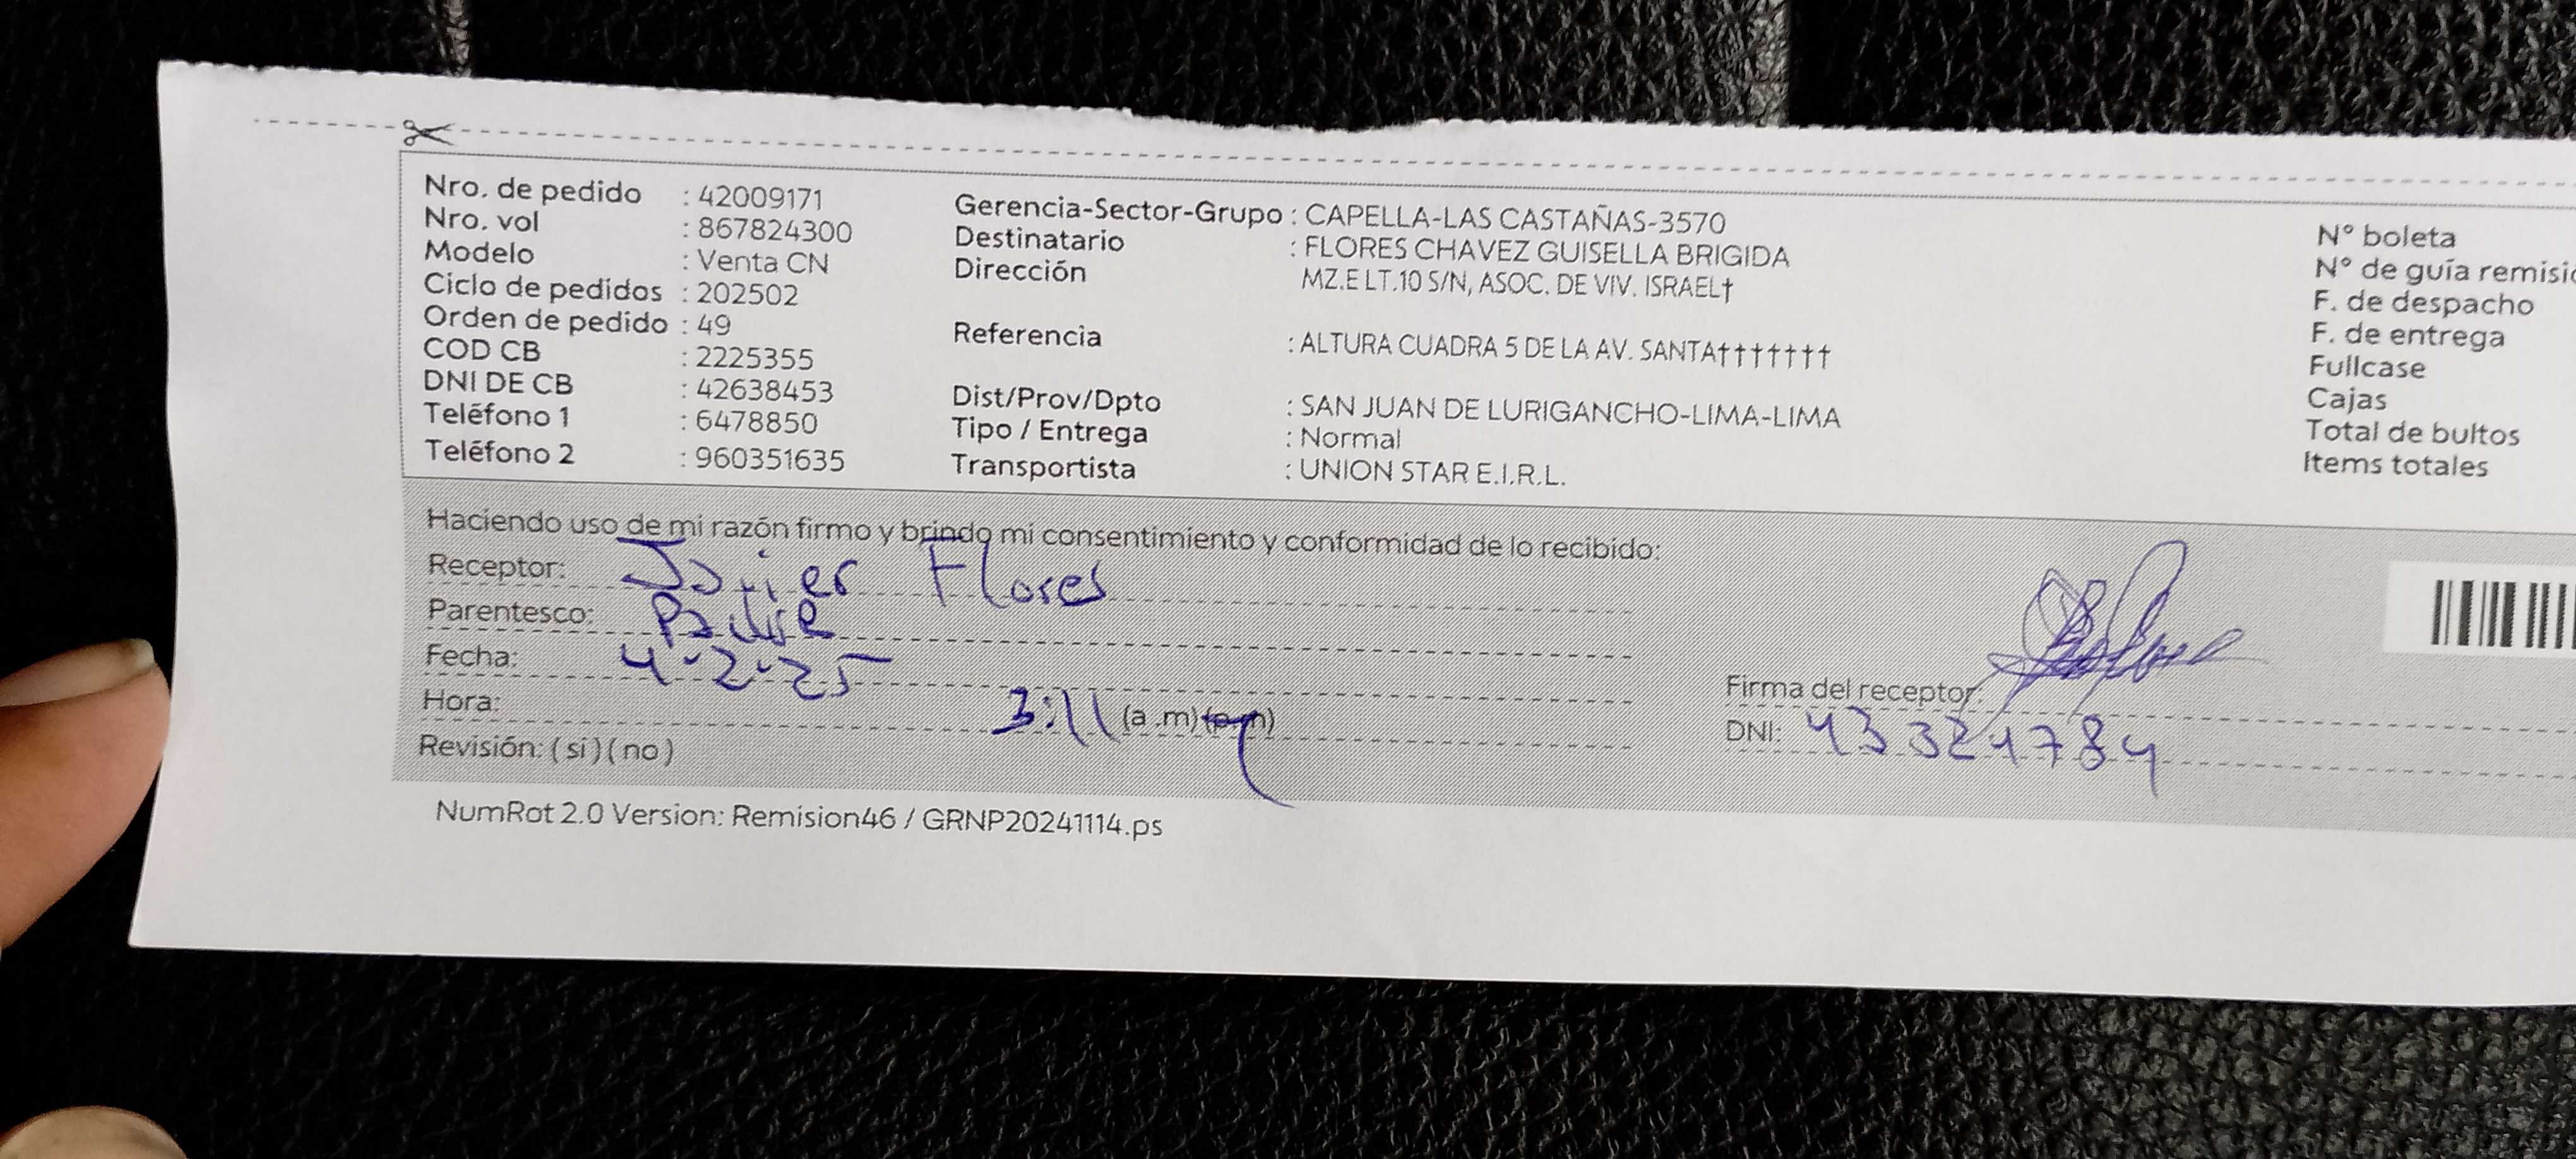 Nro. de pedido : 42009171
Nro. vol : 867824300
Modelo : Venta CN
Ciclo de pedidos : 202502
Orden de pedido : 49
COD CB : 2225355
DNI DE CB : 42638453
Teléfono 1 : 6478850
Teléfono 2 : 960351635
Gerencia-Sector-Grupo : CAPELLA-LAS CASTAÑAS-3570
Destinatario : FLORES CHAVEZ GUISELLA BRIGIDA
Dirección MZ.E LT.10 S/N, ASOC. DE VIV. ISRAEL†
Referencia : ALTURA CUADRA 5 DE LA AV. SANTA†††††††
Dist/Prov/Dpto : SAN JUAN DE LURIGANCHO-LIMA-LIMA
Tipo / Entrega : Normal
Transportista : UNION STAR E.I.R.L.
N° boleta
N° de guía
F. de despacho
F. de entrega
Fullcase
Cajas
Total de bultos
Items totales
Haciendo uso de mi razón firmo y brindo mi consentimiento y conformidad de lo recibido:
Receptor: Javier Flores
Parentesco: Padre
Fecha: 4-2-25
Hora: 3:11 (a .m)(p.m)
Revisión: ( si ) ( no )
Firma del receptor:
DNI: 43324784
NumRot 2.0 Version: Remision46 / GRNP20241114.ps